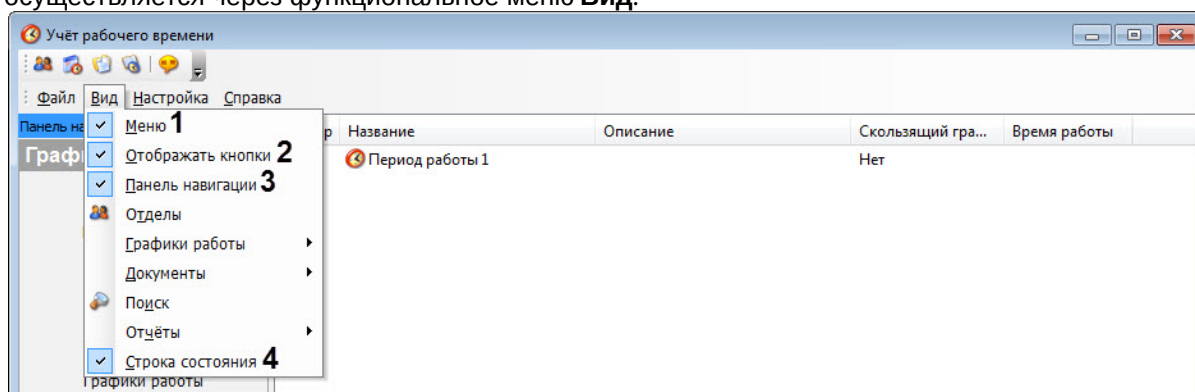 осуществляется через функциональное меню Вид.
Учёт рабочего времени
Файл Вид Настройка Справка
Панель
Меню 1
Название Описание Скользящий гра... Время работы
Отображать кнопки 2
Период работы 1 Нет
Панель навигации 3
Отделы
Графики работы
Документы
Поиск
Отчёты
Строка состояния 4
Графики работы